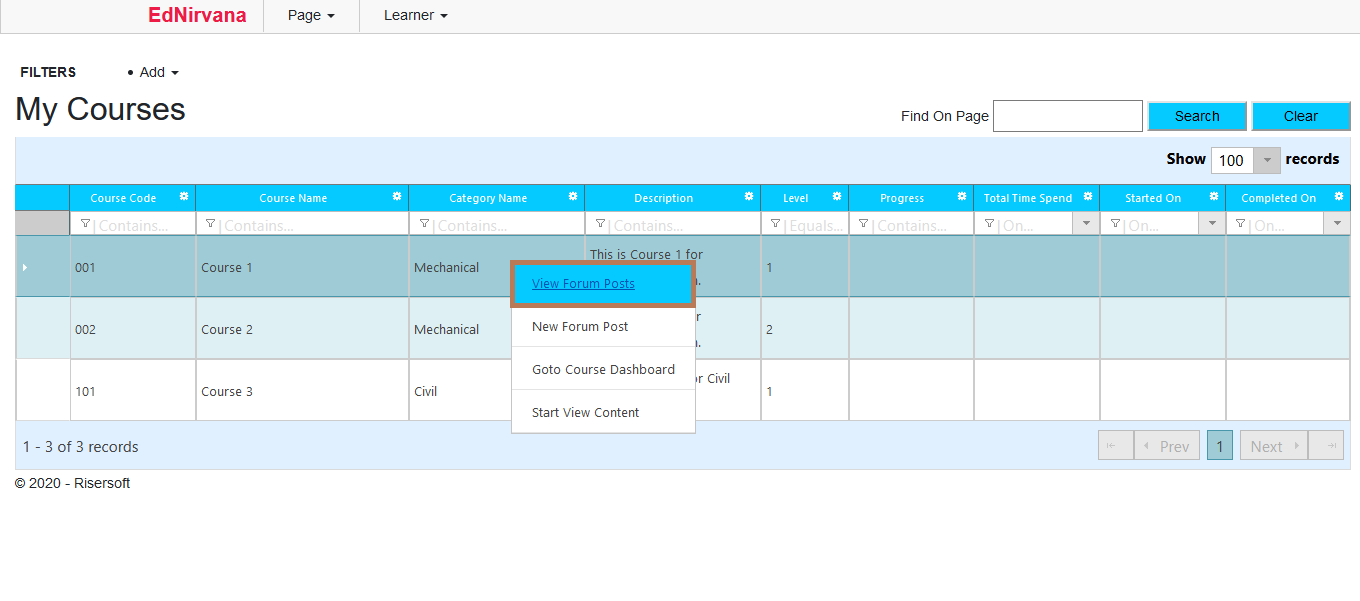 EdNirvana Page Learner
FILTERS • Add
My Courses
Find On Page Search Clear
Show 100 records
Course Code Course Name Category Name Description Level Progress Total Time Spend Started On Completed On
Contains... Contains... Contains... Contains... Equals... Contains... On... On... On...
001 Course 1 Mechanical This is Course 1 for 1
View Forum Posts
002 Course 2 Mechanical 2
New Forum Post
Goto Course Dashboard
101 Course 3 Civil Civil 1
Start View Content
1 - 3 of 3 records Prev 1 Next
© 2020 - Risersoft